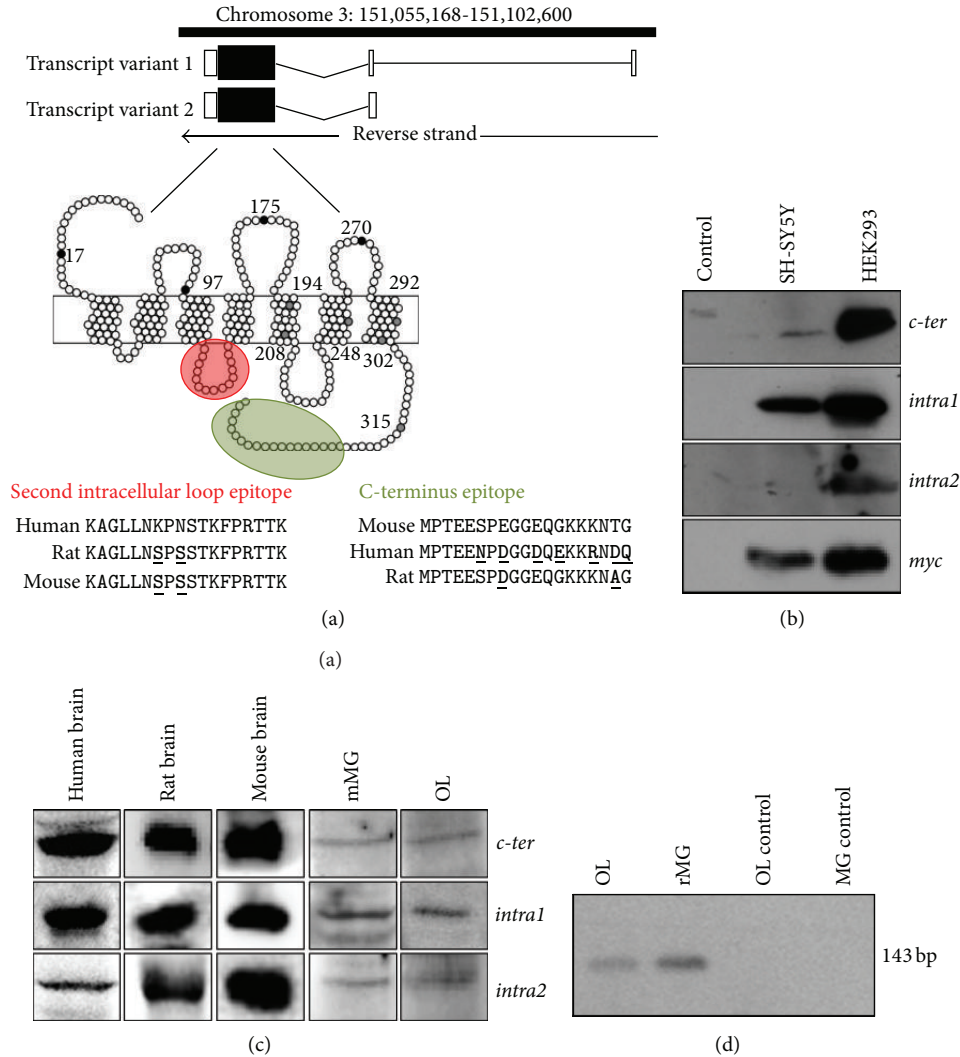 Chromosome 3: 151,055,168-151,102,600
Transcript variant 1
Transcript variant 2
Reverse strand
175
270
17
97
194
292
208
248
302
315
Second intracellular loop epitope
Human KAGLLNKPNSTKFPRTTK
Rat KAGLLNSPSSTKFPRTTK
Mouse KAGLLNSPSSTKFPRTTK
C-terminus epitope
Mouse MPTEESPEGGEQGKKKNTG
Human MPTEENPDGGDQEKKRNDQ
Rat MPTEESPDGGEQGKKKNAG
(a)
(a)
Control
SH-SY5Y
HEK293
c-ter
intra1
intra2
myc
(b)
Human brain
Rat brain
Mouse brain
mMG
OL
c-ter
intra1
intra2
(c)
OL
rMG
OL control
MG control
143 bp
(d)